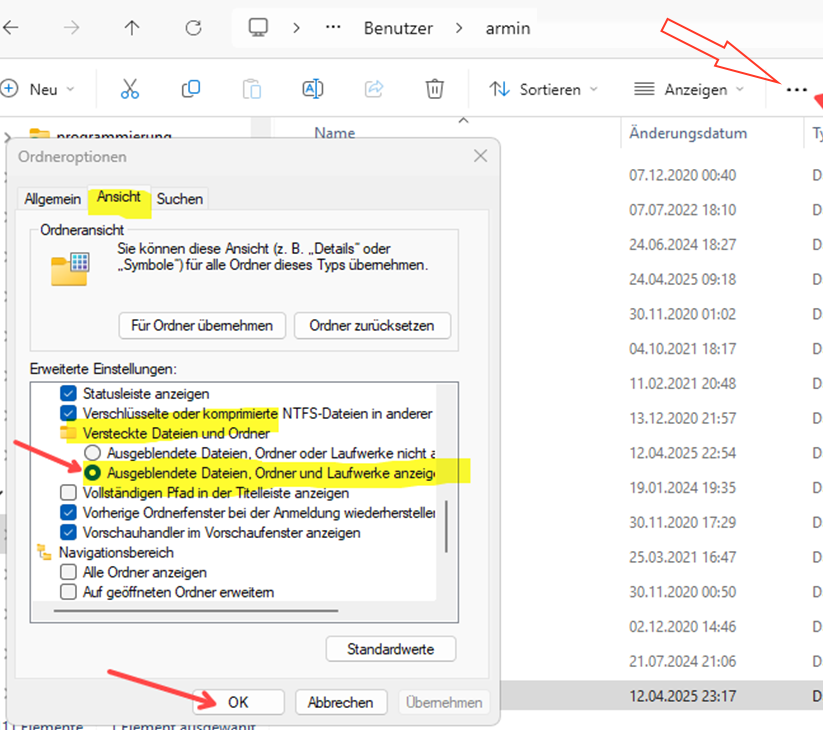 Benutzer
armin
Neu
Sortieren
Anzeigen
programmierung
Name
Änderungsdatum
Ordneroptionen
Allgemein
Ansicht
Suchen
Ordneransicht
Sie können diese Ansicht (z. B. „Details" oder
„Symbole") für alle Ordner dieses Typs übernehmen.
Für Ordner übernehmen
Ordner zurücksetzen
Erweiterte Einstellungen:
Statusleiste anzeigen
Verschlüsselte oder komprimierte NTFS-Dateien in anderer
Versteckte Dateien und Ordner
Ausgeblendete Dateien, Ordner oder Laufwerke nicht a
Ausgeblendete Dateien, Ordner und Laufwerke anzeige
Vollständigen Pfad in der Titelleiste anzeigen
Vorherige Ordnerfenster bei der Anmeldung wiederherstellen
Vorschauhandler im Vorschaufenster anzeigen
Navigationsbereich
Alle Ordner anzeigen
Auf geöffneten Ordner erweitern
Standardwerte
OK
Abbrechen
Übernehmen
07.12.2020 00:40 D
07.07.2022 18:10 D
24.06.2024 18:27 D
24.04.2025 09:18 D
30.11.2020 01:02 D
04.10.2021 18:17 D
11.02.2021 20:48 D
13.12.2020 21:57 D
12.04.2025 22:54 D
19.01.2024 19:35 D
30.11.2020 17:29 D
25.03.2021 16:47 D
30.11.2020 00:50 D
02.12.2020 14:46 D
21.07.2024 21:06 D
12.04.2025 23:17 D
Elemente
1 Element ausgewählt